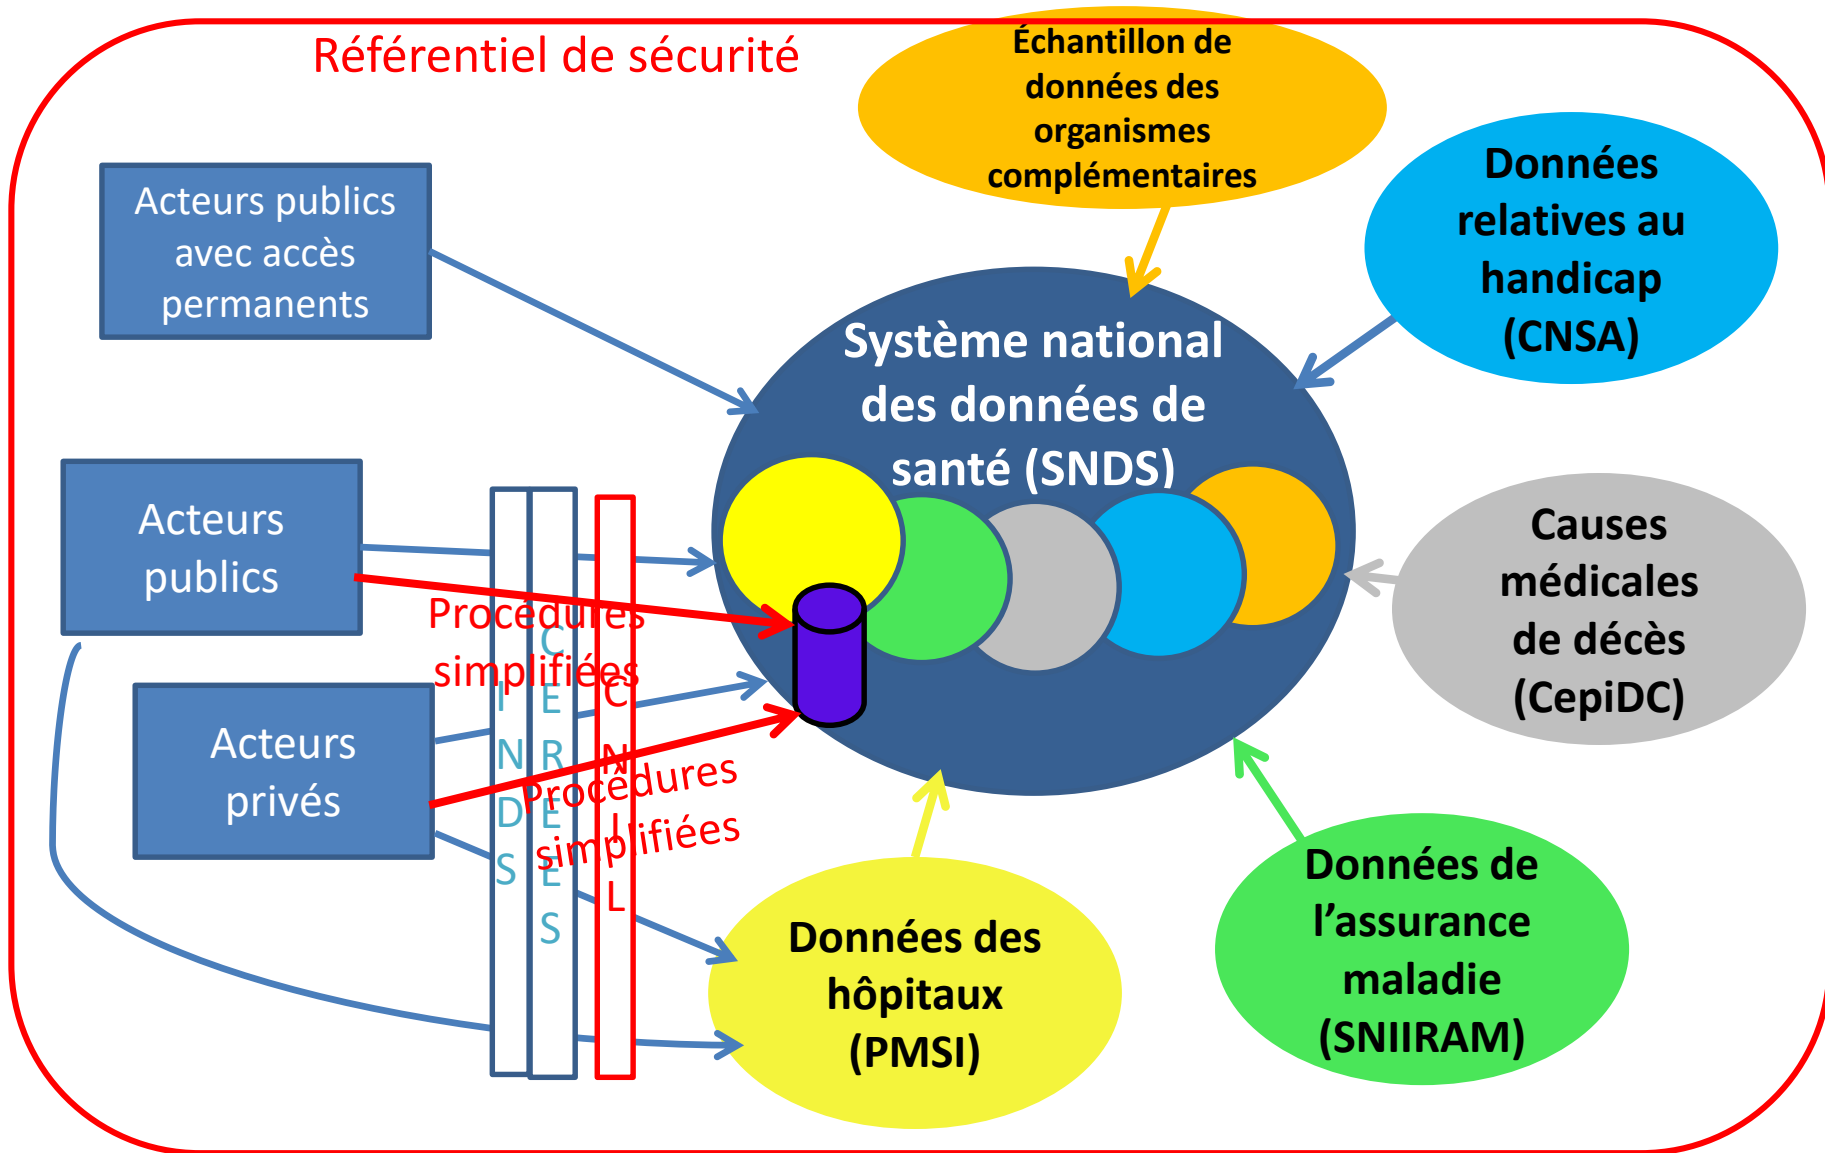 Référentiel de sécurité
Échantillon de
données des
organismes
complémentaires
Données
relatives au
handicap
(CNSA)
Acteurs publics
avec accès
permanents
Système national
des données de
santé (SNDS)
Acteurs
publics
Causes
médicales
de décès
(CepiDC)
Procédures
simplifiées
I
N
D
S
C
E
R
E
E
S
C
N
I
L
Acteurs
privés
Procédures
simplifiées
Données des
hôpitaux
(PMSI)
Données de
l’assurance
maladie
(SNIIRAM)